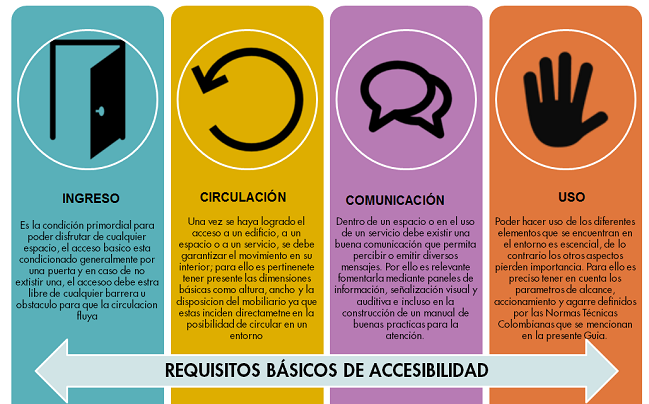 INGRESO
Es la condición primordial para
poder disfrutar de cualquier
espacio, el acceso basico esta
condicionado generalmente por
una puerta y en caso de no
extistir una, el accesoo debe estra
libre de cualquier barrera u
obstaculo para que la circulacion
fluya
CIRCULACIÓN
Una vez se haya logrado el
acceso a un edificio, a un
espacio o a un servicio, se debe
garantizar el movimiento en su
interior; para ello es pertinenete
tener presente las dimensiones
básicas como altura, ancho y la
disposicion del mobiliario ya que
estas inciden directametne en la
posibilidad de circular en un
entorno
COMUNICACIÓN
Dentro de un espacio o en el uso
de un servicio debe existir una
buena comunicación que permita
percibir o emitir diversos
mensajes. Por ello es relevante
fomentarla mediante paneles de
información, señalización visual y
auditiva e incluso en la
construcción de un manual de
buenas practicas para la
atención.
USO
Poder hacer uso de los diferentes
elementos que se encuentran en
el entorno es escencial, de lo
contrario los otros aspectos
pierden importancia. Para ello es
preciso tener en cuenta los
parametros de alcance,
accionamiento y agarre definidos
por las Normas Técnicas
Colombianas que se mencionan
en la presente Guía.
REQUISITOS BÁSICOS DE ACCESIBILIDAD